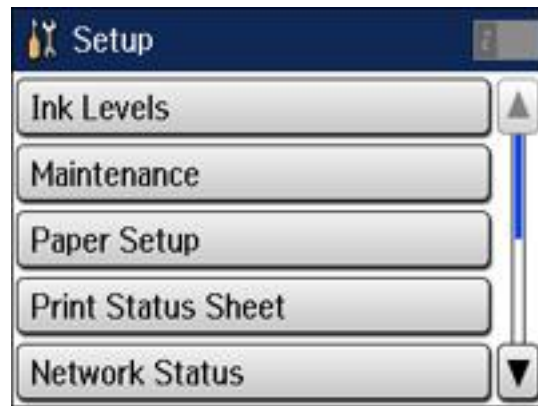 Setup
Ink Levels
Maintenance
Paper Setup
Print Status Sheet
Network Status